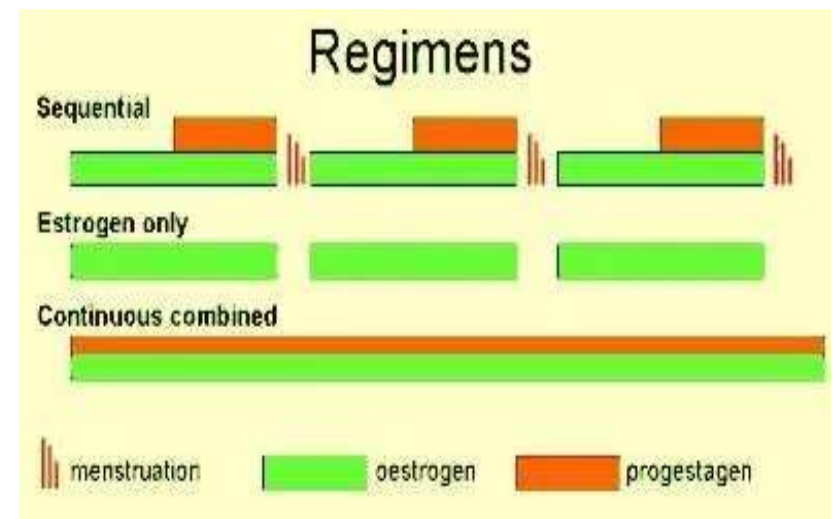 Regimens
Sequential
Estrogen only
Continuous combined
menstruation oestrogen progestagen